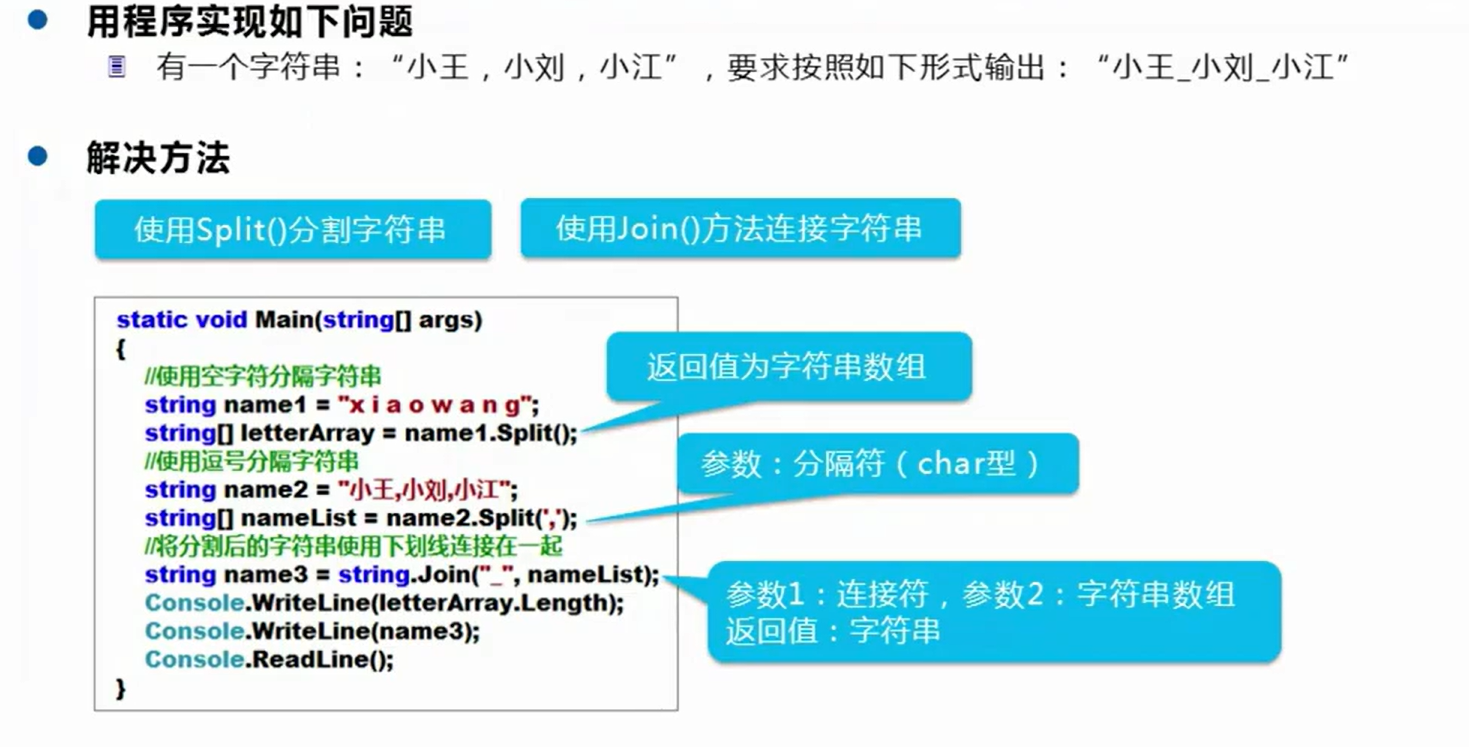 用程序实现如下问题
有一个字符串：“小王，小刘，小江”，要求按照如下形式输出：“小王_小刘_小江”
解决方法
使用Split()分割字符串
使用Join()方法连接字符串
static void Main(string[] args)
{
//使用空字符分隔字符串
string name1 = "x i a o w a n g";
string[] letterArray = name1.Split();
//使用逗号分隔字符串
string name2 = "小王,小刘,小江";
string[] nameList = name2.Split(',');
//将分割后的字符串使用下划线连接在一起
string name3 = string.Join("_", nameList);
Console.WriteLine(letterArray.Length);
Console.WriteLine(name3);
Console.ReadLine();
}
返回值为字符串数组
参数：分隔符（char型）
参数1：连接符，参数2：字符串数组
返回值：字符串